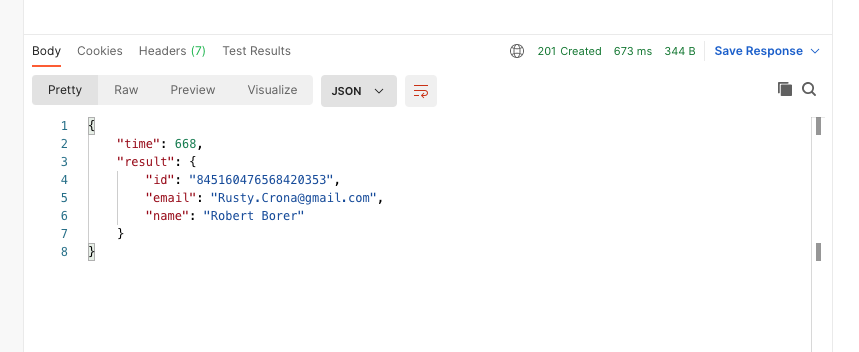 Body Cookies Headers (7) Test Results 201 Created 673 ms 344 B Save Response
Pretty Raw Preview Visualize JSON
1 {
2 "time": 668,
3 "result": {
4 "id": "845160476568420353",
5 "email": "Rusty.Crona@gmail.com",
6 "name": "Robert Borer"
7 }
8 }